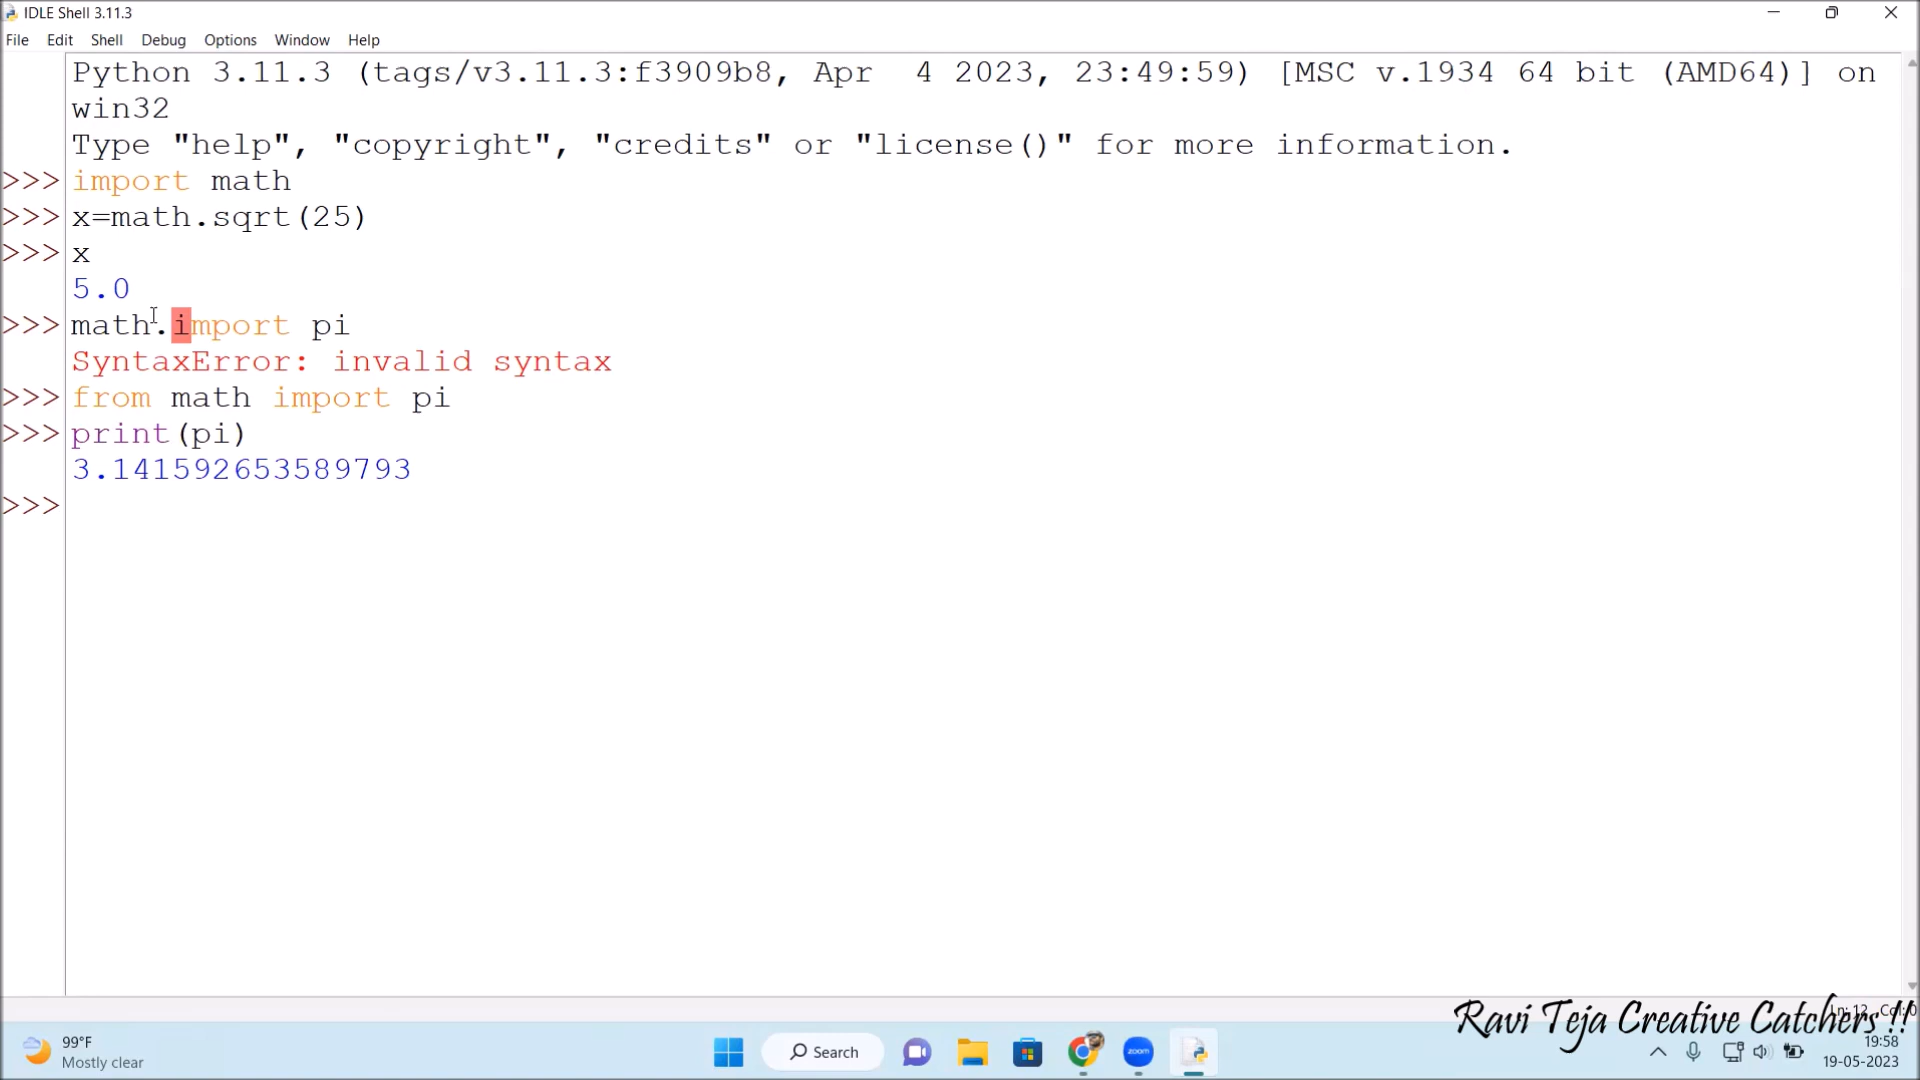 IDLE Shell 3.11.3
File Edit Shell Debug Options Window Help
Python 3.11.3 (tags/v3.11.3:f3909b8, Apr  4 2023, 23:49:59) [MSC v.1934 64 bit (AMD64)] on
win32
Type "help", "copyright", "credits" or "license()" for more information.
>>> import math
>>> x=math.sqrt(25)
>>> x
5.0
>>> math.import pi
SyntaxError: invalid syntax
>>> from math import pi
>>> print(pi)
3.141592653589793
>>>
Ravi Teja Creative Catchers !!
99°F
Mostly clear
Search
zoom
19:58
19-05-2023